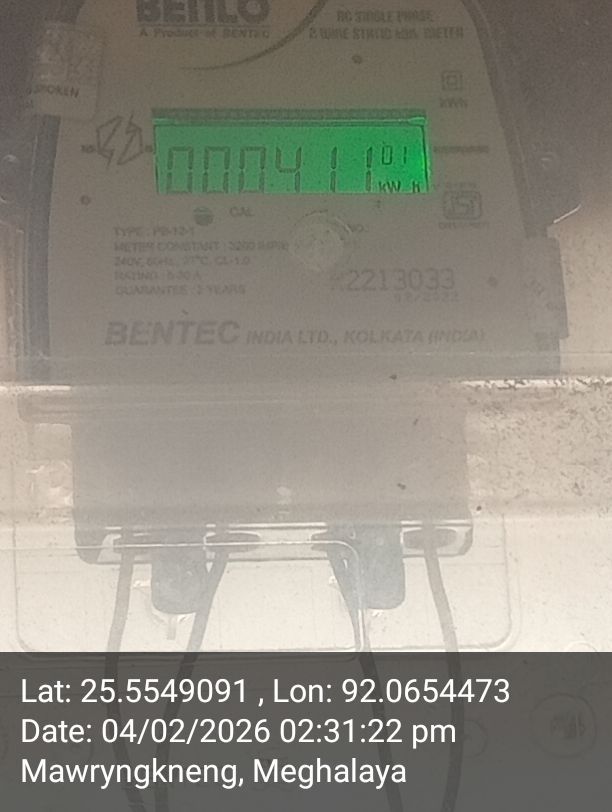 BENLO
A Product of BENTEC
AC SINGLE PHASE
2 WIRE STATIC kWh METER
BROKEN
KWH
01
000411
kW h
CAL
TYPE : PB-12-1
METER CONSTANT : 3200
240V, 50Hz, 27°C, CL-1.0
RATING : 5-30 A
GUARANTEE : 2 YEARS
2213033
BENTEC INDIA LTD., KOLKATA (INDIA)
Lat: 25.5549091 , Lon: 92.0654473
Date: 04/02/2026 02:31:22 pm
Mawryngkneng, Meghalaya